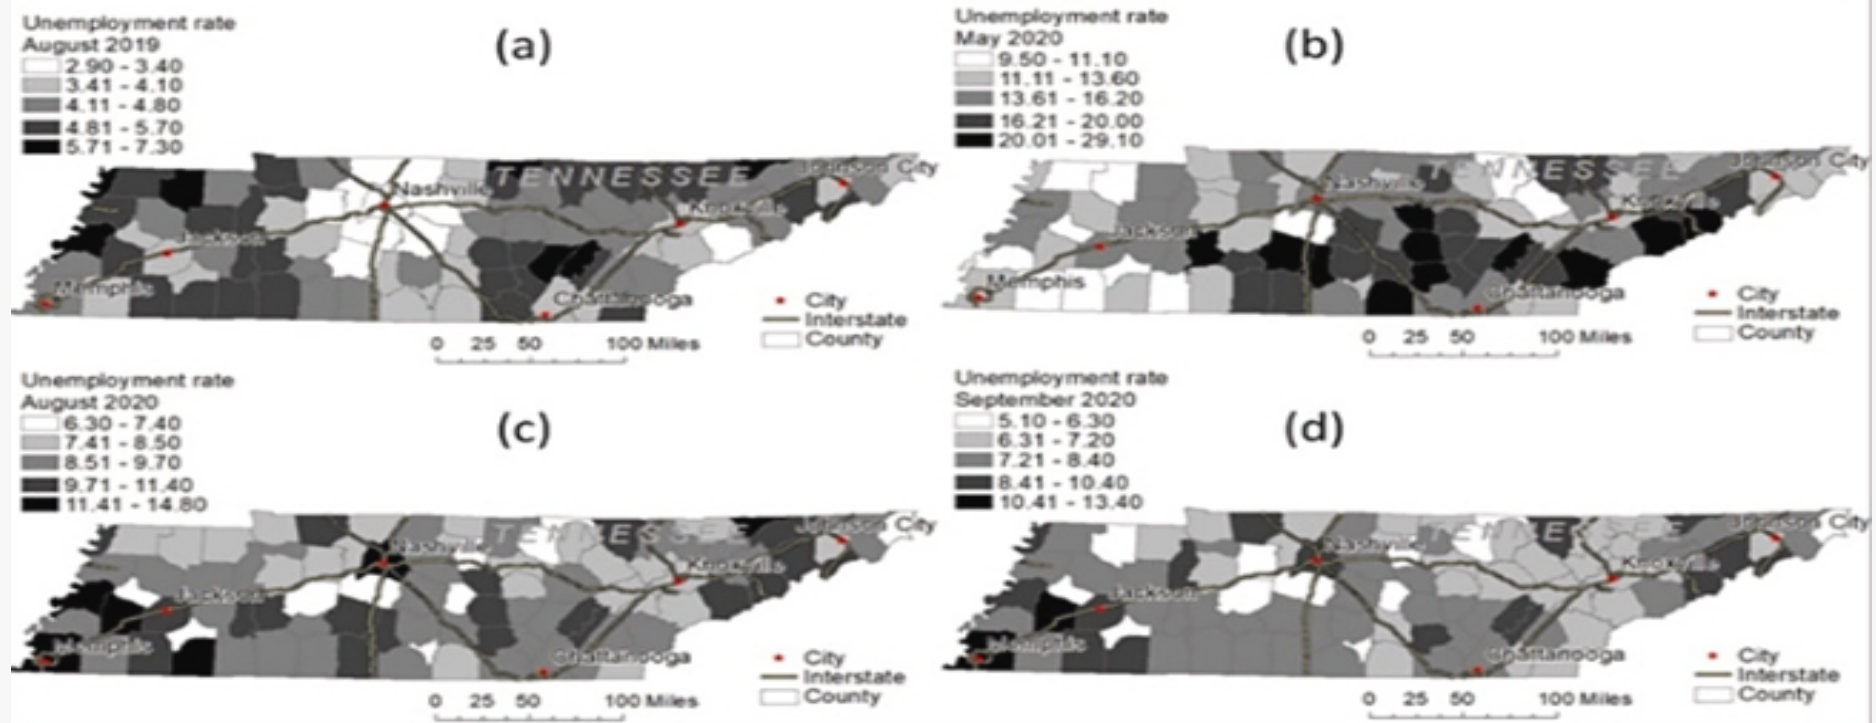 Unemployment rate
August 2019
(a)
2.90 - 3.40
3.41 - 4.10
4.11 - 4.80
4.81 - 5.70
5.71 - 7.30
TENNESSEE
Johnson City
Nashville
Knoxville
Jackson
Memphis
Chattanooga
City
Interstate
County
0 25 50 100 Miles
Unemployment rate
May 2020
(b)
9.50 - 11.10
11.11 - 13.60
13.61 - 16.20
16.21 - 20.00
20.01 - 29.10
TENNESSEE
Johnson City
Nashville
Knoxville
Jackson
Memphis
Chattanooga
City
Interstate
County
0 25 50 100 Miles
Unemployment rate
August 2020
(c)
6.30 - 7.40
7.41 - 8.50
8.51 - 9.70
9.71 - 11.40
11.41 - 14.80
TENNESSEE
Johnson City
Nashville
Knoxville
Jackson
Memphis
Chattanooga
City
Interstate
County
0 25 50 100 Miles
Unemployment rate
September 2020
(d)
5.10 - 6.30
6.31 - 7.20
7.21 - 8.40
8.41 - 10.40
10.41 - 13.40
TENNESSEE
Johnson City
Nashville
Knoxville
Jackson
Memphis
Chattanooga
City
Interstate
County
0 25 50 100 Miles